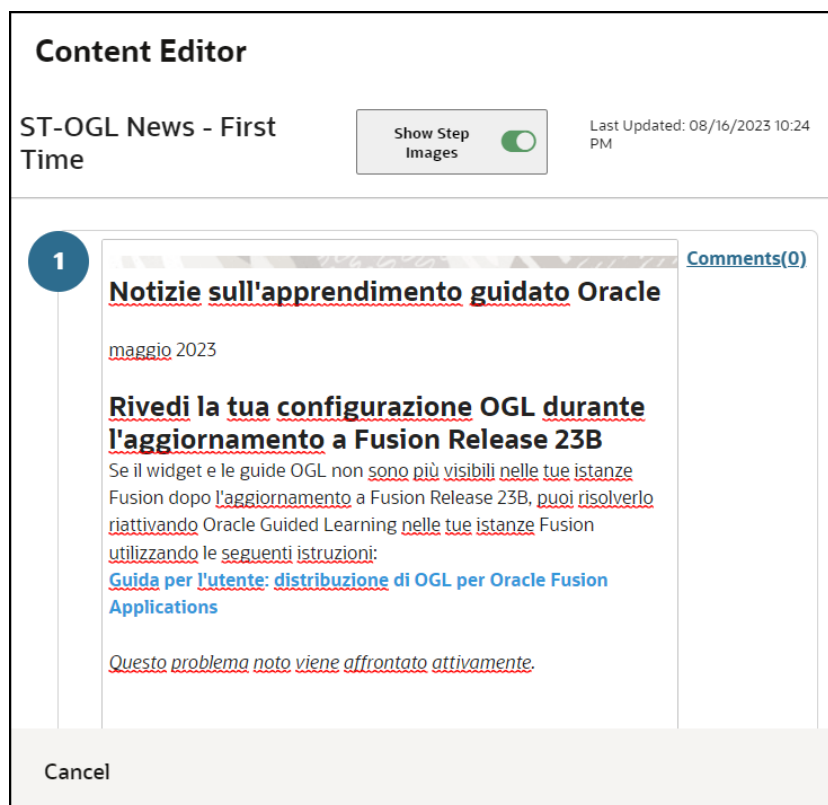 Content Editor
ST-OGL News - First
Time
Show Step
Images
Last Updated: 08/16/2023 10:24
PM
1
Comments(0)
Notizie sull'apprendimento guidato Oracle
maggio 2023
Rivedi la tua configurazione OGL durante
l'aggiornamento a Fusion Release 23B
Se il widget e le guide OGL non sono più visibili nelle tue istanze
Fusion dopo l'aggiornamento a Fusion Release 23B, puoi risolverlo
riattivando Oracle Guided Learning nelle tue istanze Fusion
utilizzando le seguenti istruzioni:
Guida per l'utente: distribuzione di OGL per Oracle Fusion
Applications
Questo problema noto viene affrontato attivamente.
Cancel